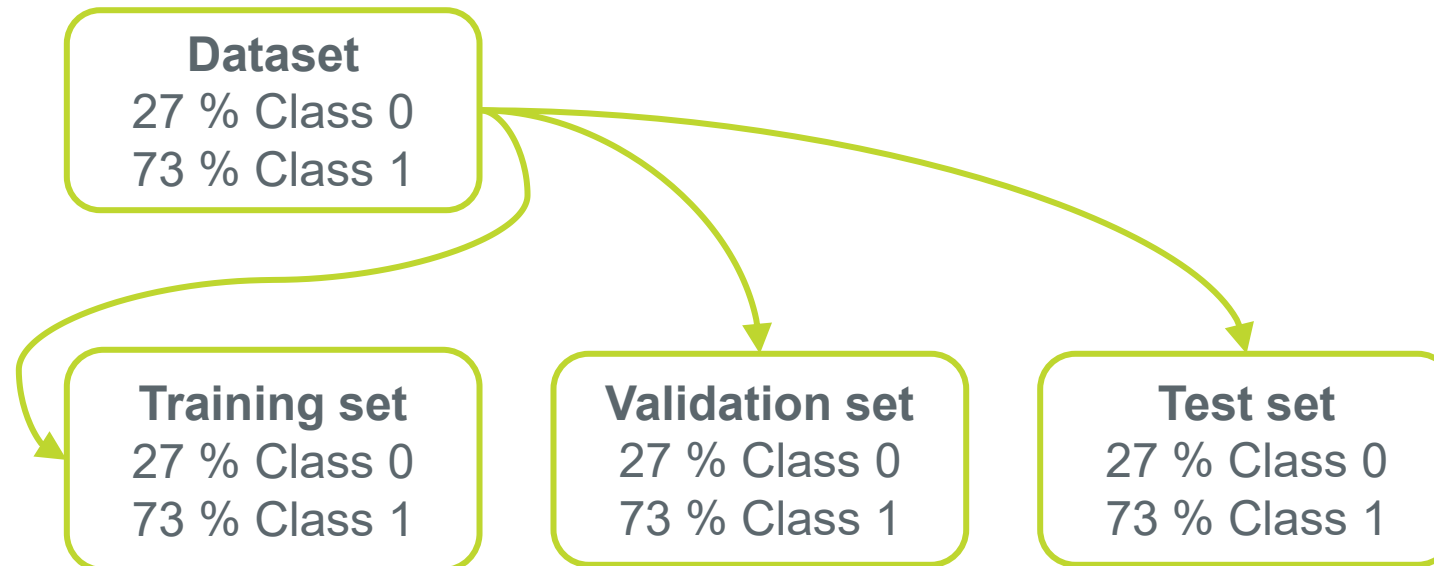 Dataset
27 % Class 0
73 % Class 1
Training set
27 % Class 0
73 % Class 1
Validation set
27 % Class 0
73 % Class 1
Test set
27 % Class 0
73 % Class 1